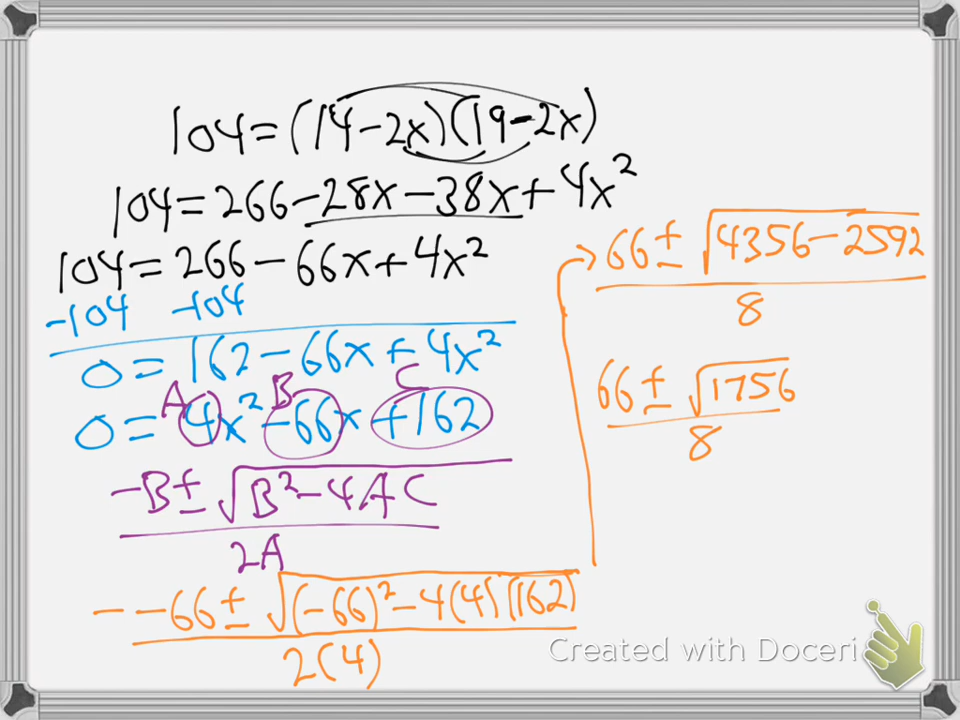 104 = (14 - 2x)(19 - 2x)
104 = 266 - 28x - 38x + 4x²
104 = 266 - 66x + 4x²
-104 -104
0 = 162 - 66x + 4x²
A B C
0 = 4x² - 66x + 162
-B ± √B² - 4AC
2A
- -66 ± √(-66)² - 4(4)(162)
2(4)
66 ± √4356 - 2592
8
66 ± √1756
8
Created with Doceri